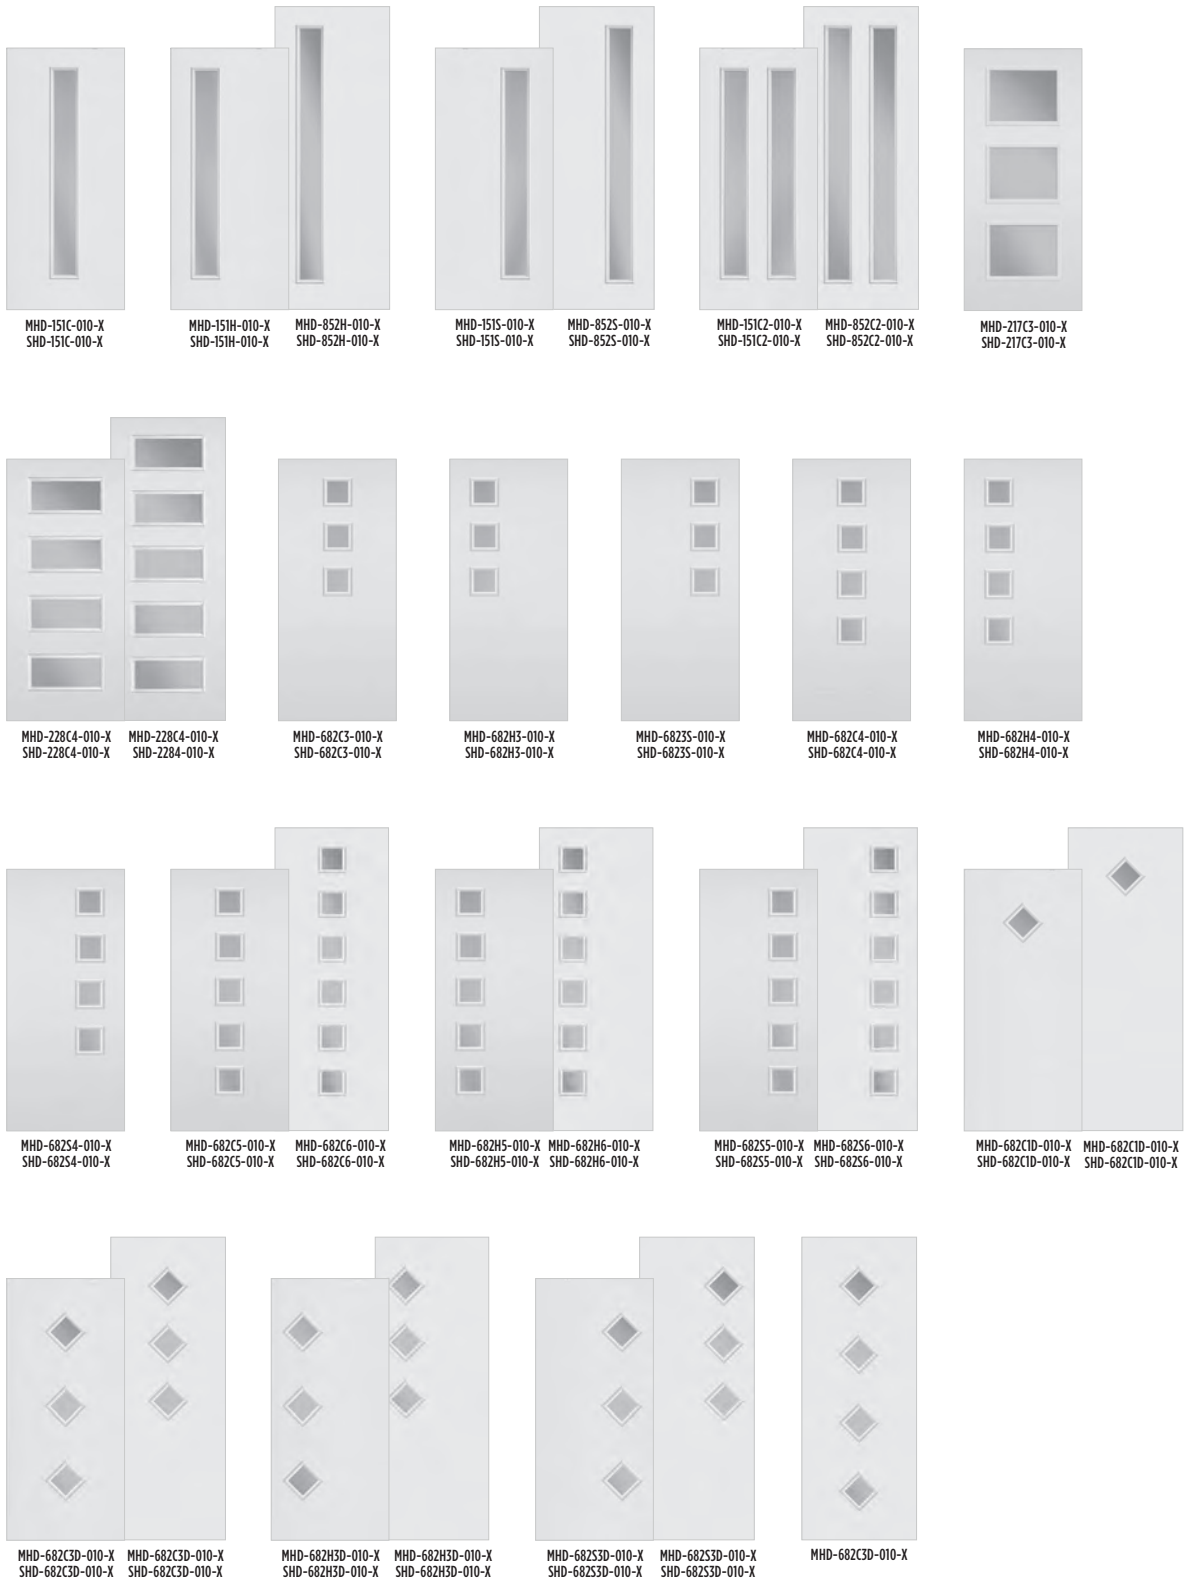 MHD-151C-010-X
SHD-151C-010-X
MHD-151H-010-X
SHD-151H-010-X
MHD-852H-010-X
SHD-852H-010-X
MHD-151S-010-X
SHD-151S-010-X
MHD-852S-010-X
SHD-852S-010-X
MHD-151C2-010-X
SHD-151C2-010-X
MHD-852C2-010-X
SHD-852C2-010-X
MHD-217C3-010-X
SHD-217C3-010-X
MHD-228C4-010-X
SHD-228C4-010-X
MHD-228C4-010-X
SHD-2284-010-X
MHD-682C3-010-X
SHD-682C3-010-X
MHD-682H3-010-X
SHD-682H3-010-X
MHD-6823S-010-X
SHD-6823S-010-X
MHD-682C4-010-X
SHD-682C4-010-X
MHD-682H4-010-X
SHD-682H4-010-X
MHD-682S4-010-X
SHD-682S4-010-X
MHD-682C5-010-X
SHD-682C5-010-X
MHD-682C6-010-X
SHD-682C6-010-X
MHD-682H5-010-X
SHD-682H5-010-X
MHD-682H6-010-X
SHD-682H6-010-X
MHD-682S5-010-X
SHD-682S5-010-X
MHD-682S6-010-X
SHD-682S6-010-X
MHD-682C1D-010-X
SHD-682C1D-010-X
MHD-682C1D-010-X
SHD-682C1D-010-X
MHD-682C3D-010-X
SHD-682C3D-010-X
MHD-682C3D-010-X
SHD-682C3D-010-X
MHD-682H3D-010-X
SHD-682H3D-010-X
MHD-682H3D-010-X
SHD-682H3D-010-X
MHD-682S3D-010-X
SHD-682S3D-010-X
MHD-682S3D-010-X
SHD-682S3D-010-X
MHD-682C3D-010-X